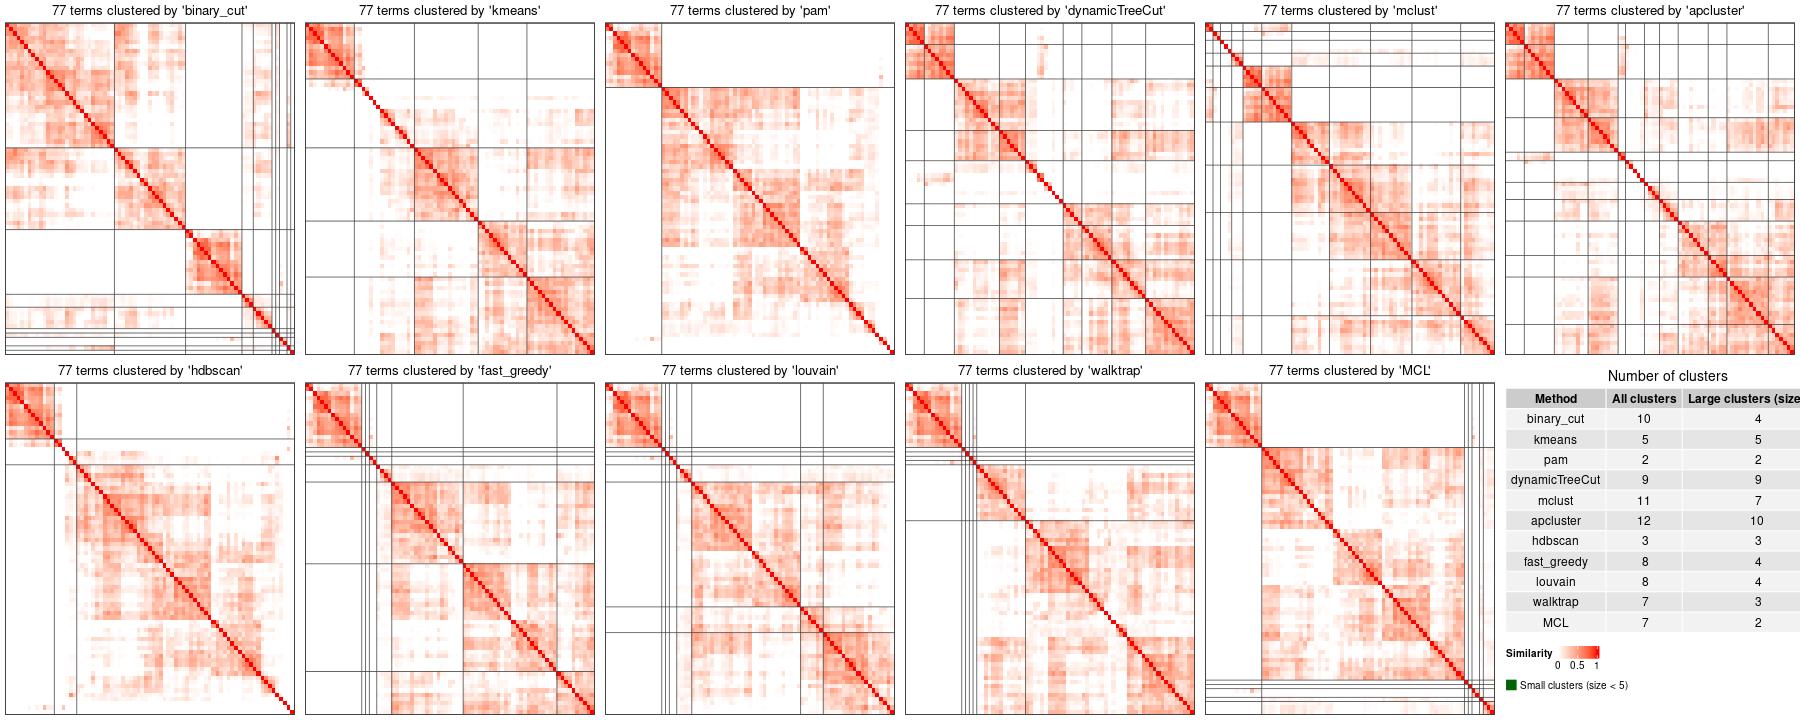 77 terms clustered by 'binary_cut'
77 terms clustered by 'kmeans'
77 terms clustered by 'pam'
77 terms clustered by 'dynamicTreeCut'
77 terms clustered by 'mclust'
77 terms clustered by 'apcluster'
77 terms clustered by 'hdbscan'
77 terms clustered by 'fast_greedy'
77 terms clustered by 'louvain'
77 terms clustered by 'walktrap'
77 terms clustered by 'MCL'
Number of clusters
Method All clusters Large clusters (size
binary_cut 10 4
kmeans 5 5
pam 2 2
dynamicTreeCut 9 9
mclust 11 7
apcluster 12 10
hdbscan 3 3
fast_greedy 8 4
louvain 8 4
walktrap 7 3
MCL 7 2
Similarity
0 0.5 1
Small clusters (size < 5)